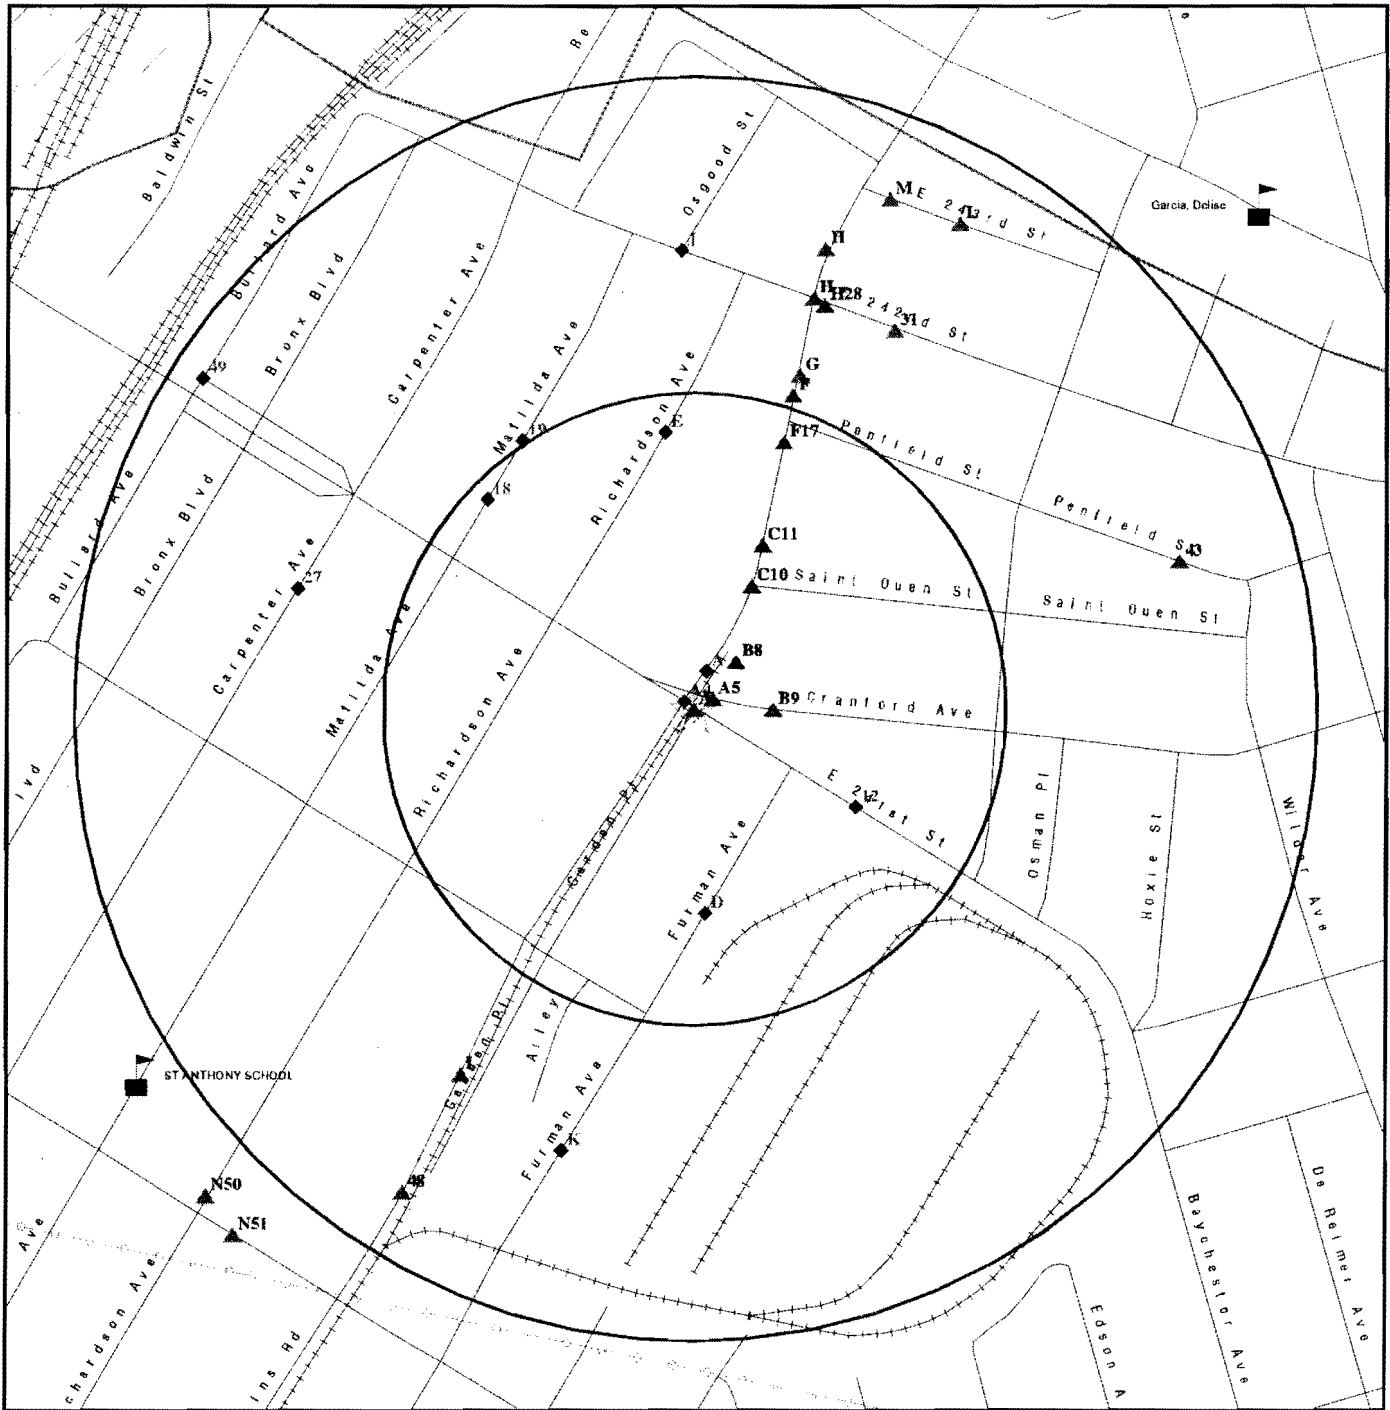 Baldwin St
Osgood St
M
E 243rd St
Garcia, Delise
Bullard Ave
Bronx Blvd
Carpenter Ave
H
H28
242nd St
31
49
Matilda Ave
Richardson Ave
G
19
E
F17
Penfield St
18
Bullard Ave
Bronx Blvd
Penfield St
43
C11
27
Carpenter Ave
C10
Saint Ouen St
Saint Ouen St
Matilda Ave
B8
Richardson Ave
A5
B9
Cranford Ave
lvd
Garden Pl
E 241st St
Osman Pl
Hoxie St
Wilder Ave
Furman Ave
D
Garden Pl
Alley
ST ANTHONY SCHOOL
Furman Ave
K
N50
48
N51
Ave
chardson Ave
ins Rd
Baychester Ave
De Reimer Ave
Edson A